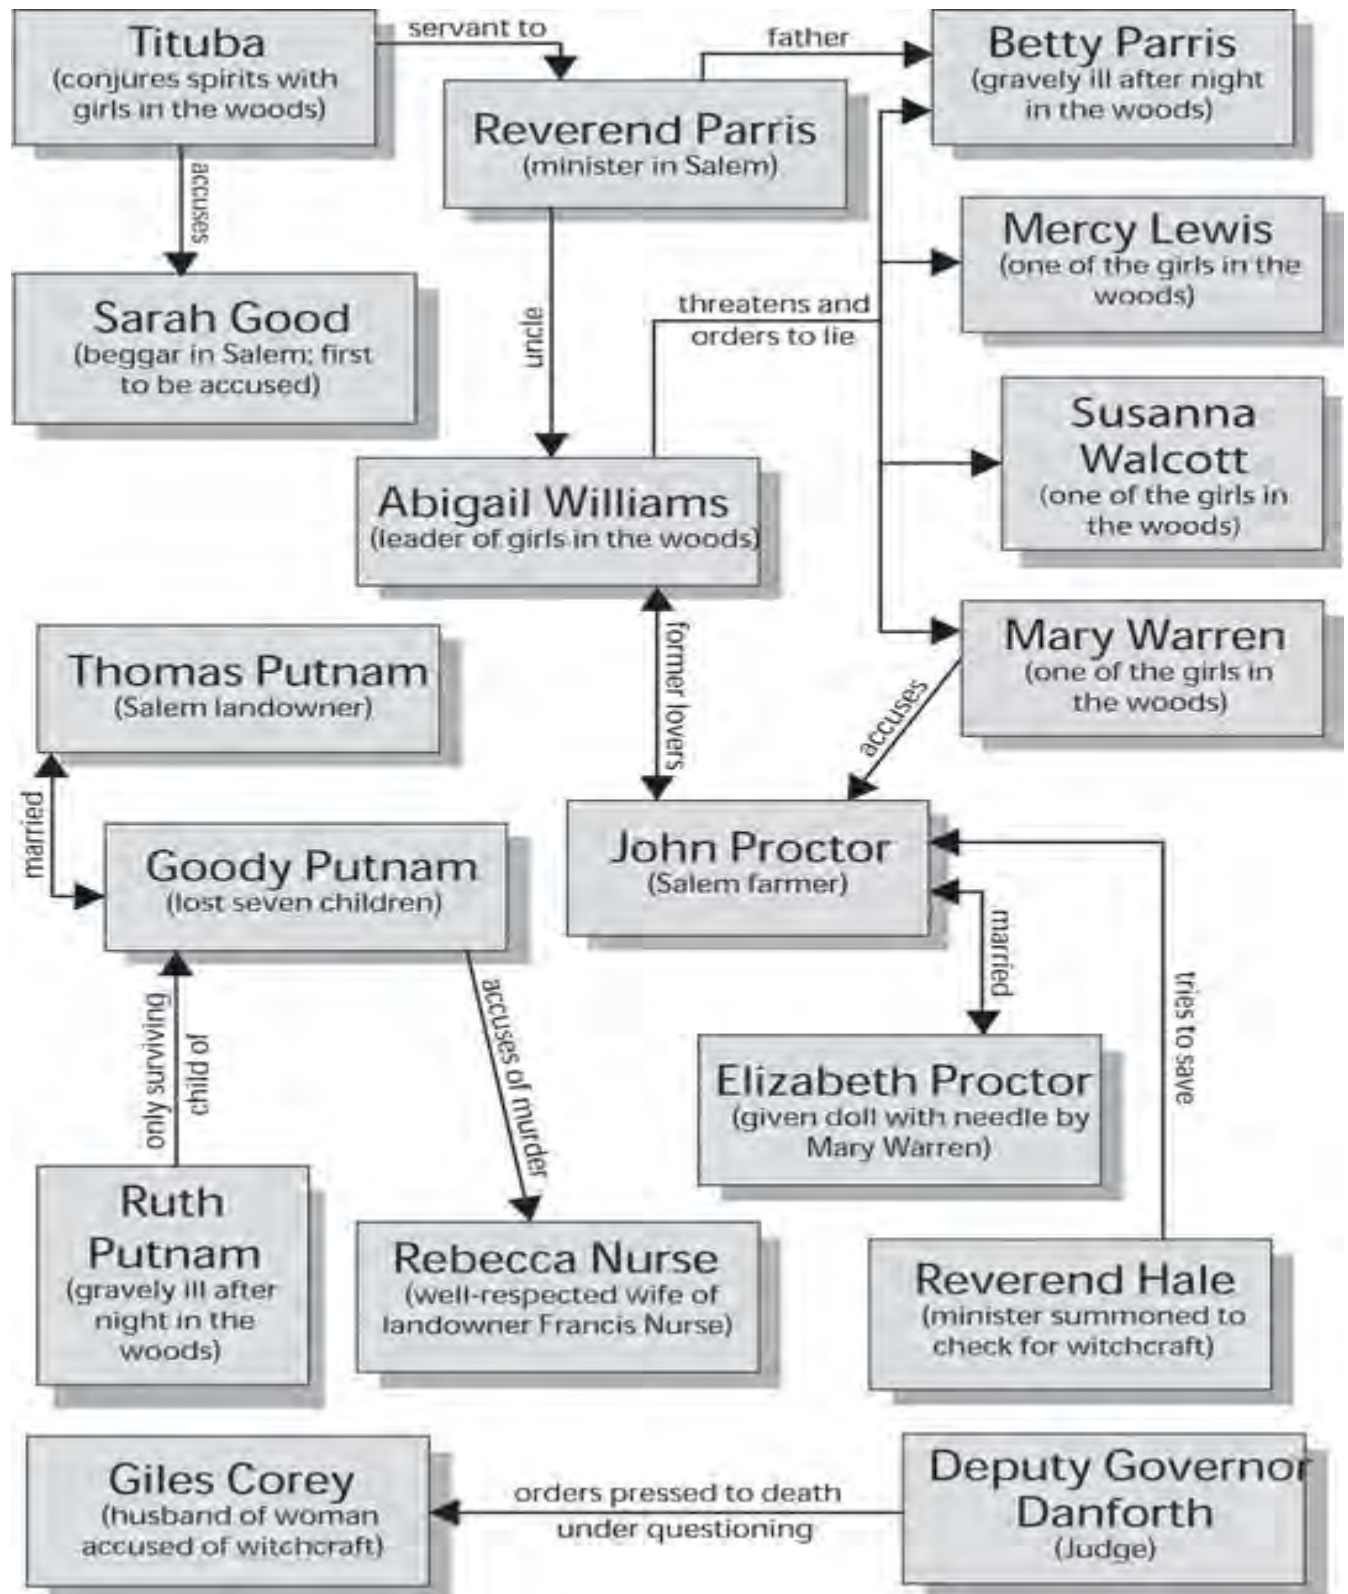 Tituba
(conjures spirits with
girls in the woods)
servant to
father
Betty Parris
(gravely ill after night
in the woods)
Reverend Parris
(minister in Salem)
accuses
Mercy Lewis
(one of the girls in the
woods)
Sarah Good
(beggar in Salem; first
to be accused)
uncle
threatens and
orders to lie
Susanna
Walcott
(one of the girls in
the woods)
Abigail Williams
(leader of girls in the woods)
Mary Warren
(one of the girls in
the woods)
former lovers
accuses
Thomas Putnam
(Salem landowner)
married
Goody Putnam
(lost seven children)
John Proctor
(Salem farmer)
married
tries to save
only surviving
child of
accuses of murder
Elizabeth Proctor
(given doll with needle by
Mary Warren)
Ruth
Putnam
(gravely ill after
night in the
woods)
Rebecca Nurse
(well-respected wife of
landowner Francis Nurse)
Reverend Hale
(minister summoned to
check for witchcraft)
Giles Corey
(husband of woman
accused of witchcraft)
orders pressed to death
under questioning
Deputy Governor
Danforth
(Judge)